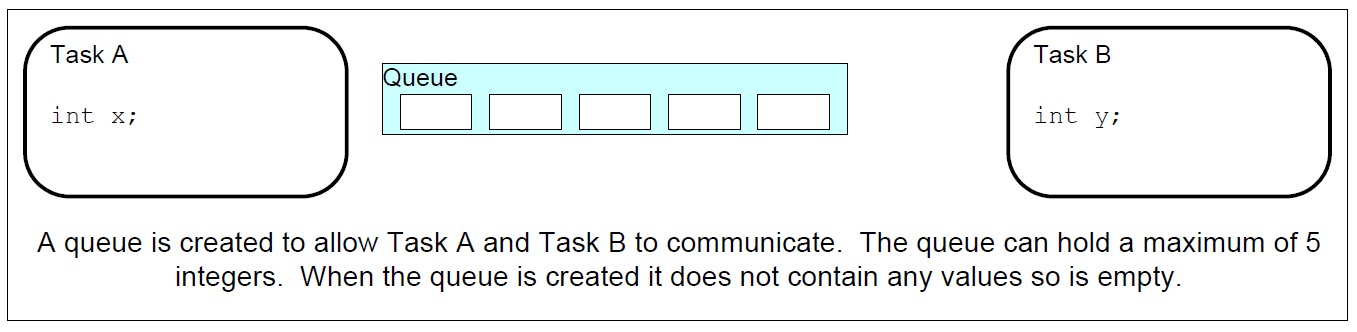 Task A
int x;
Queue
Task B
int y;
A queue is created to allow Task A and Task B to communicate.  The queue can hold a maximum of 5
integers.  When the queue is created it does not contain any values so is empty.